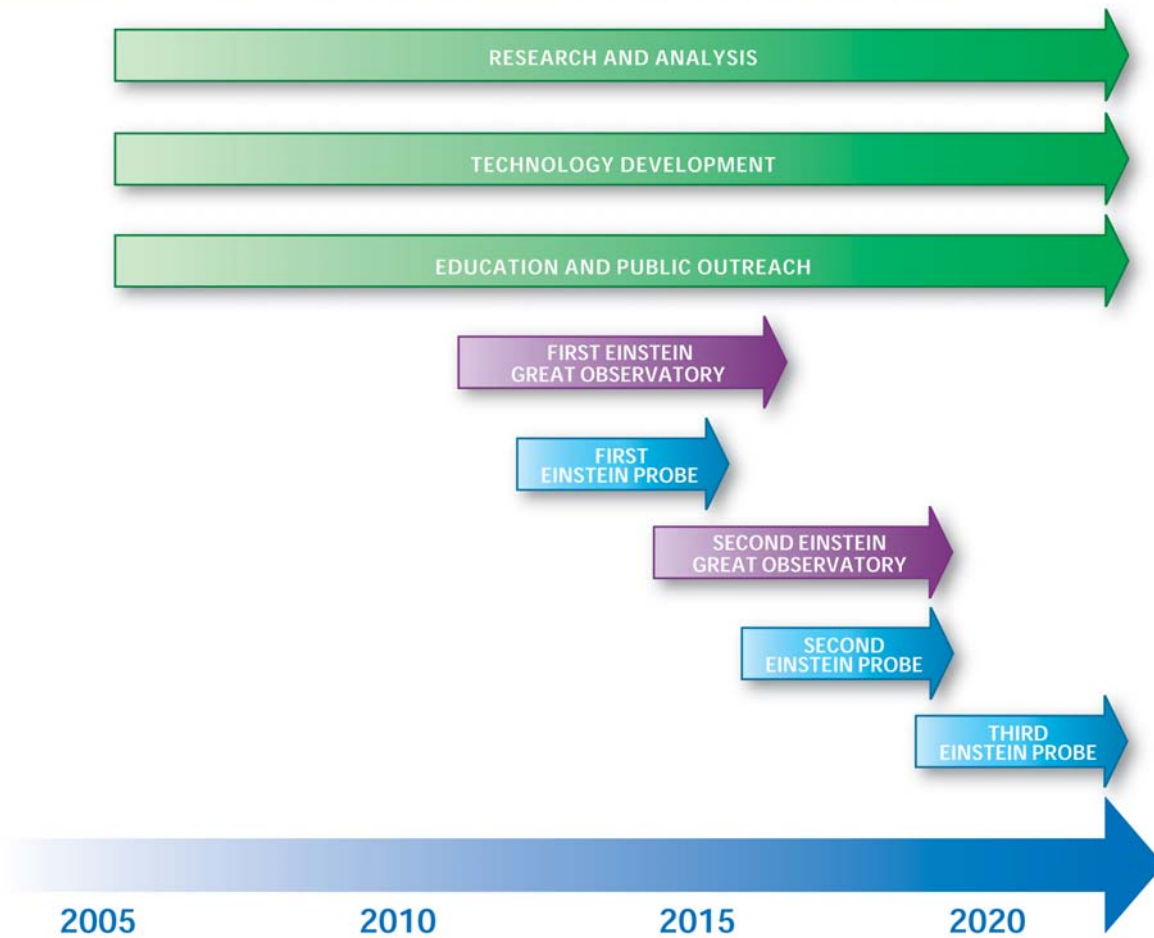 RESEARCH AND ANALYSIS
TECHNOLOGY DEVELOPMENT
EDUCATION AND PUBLIC OUTREACH
FIRST EINSTEIN
GREAT OBSERVATORY
FIRST
EINSTEIN PROBE
SECOND EINSTEIN
GREAT OBSERVATORY
SECOND
EINSTEIN PROBE
THIRD
EINSTEIN PROBE
2005 2010 2015 2020